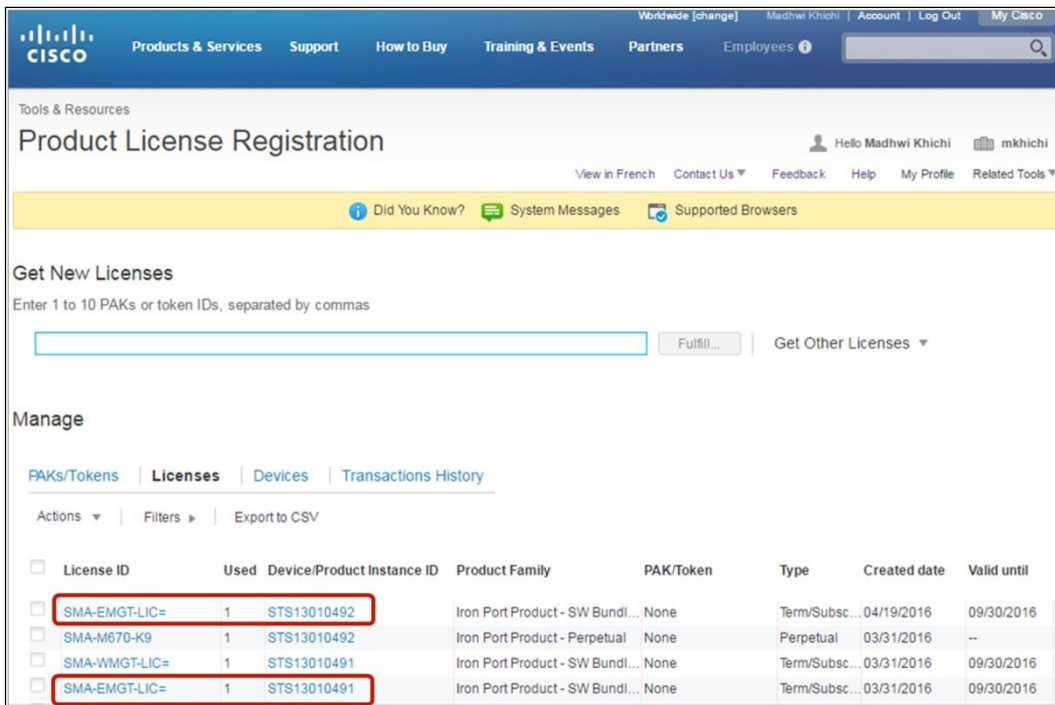 Worldwide [change] Madhwi Khichi | Account | Log Out My Cisco
CISCO Products & Services Support How to Buy Training & Events Partners Employees
Tools & Resources
Product License Registration
Hello Madhwi Khichi mkhichi
View in French Contact Us Feedback Help My Profile Related Tools
Did You Know? System Messages Supported Browsers
Get New Licenses
Enter 1 to 10 PAKs or token IDs, separated by commas
Fulfill... Get Other Licenses
Manage
PAKs/Tokens | Licenses | Devices | Transactions History
Actions | Filters | Export to CSV
License ID Used Device/Product Instance ID Product Family PAK/Token Type Created date Valid until
SMA-EMGT-LIC= 1 STS13010492 Iron Port Product - SW Bundl... None Term/Subsc... 04/19/2016 09/30/2016
SMA-M670-K9 1 STS13010492 Iron Port Product - Perpetual None Perpetual 03/31/2016 --
SMA-WMGT-LIC= 1 STS13010491 Iron Port Product - SW Bundl... None Term/Subsc... 03/31/2016 09/30/2016
SMA-EMGT-LIC= 1 STS13010491 Iron Port Product - SW Bundl... None Term/Subsc... 03/31/2016 09/30/2016